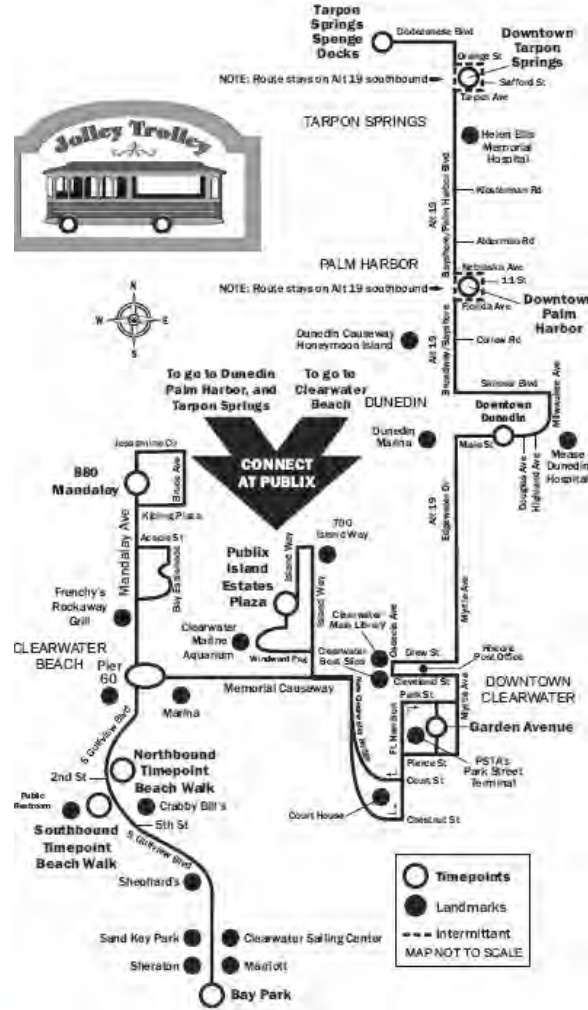 Tarpon
Springs
Sponge
Docks
Dodecanese Blvd
Downtown
Tarpon
Springs
Orange St
Safford St
Tarpon Ave
NOTE: Route stays on Alt 19 southbound
TARPON SPRINGS
Jolley Trolley
Helen Ellis
Memorial
Hospital
Alt 19
Bayshore/Palm Harbor Blvd
Klosterman Rd
Alderman Rd
PALM HARBOR
Nebraska Ave
11 St
NOTE: Route stays on Alt 19 southbound
Florida Ave
Downtown
Palm
Harbor
N
W
E
S
Dunedin Causeway
Honeymoon Island
Alt 19
Broadway/Bayshore
Curlew Rd
To go to Dunedin
Palm Harbor, and
Tarpon Springs
To go to
Clearwater
Beach
Skinner Blvd
DUNEDIN
Downtown
Dunedin
Milwaukee Ave
Dunedin
Marina
Main St
Douglas Ave
Highland Ave
Mease
Dunedin
Hospital
CONNECT
AT PUBLIX
Alt 19
Edgewater Dr
Juanita Cir
880
Mandalay
Bruce Ave
Kipling Plaza
Mandalay Ave
Acacia St
Bay Esplanade
700
Island Way
Publix
Island
Estates
Plaza
Island Way
Island Way
Myrtle Ave
Frenchy's
Rockaway
Grill
Clearwater
Marine
Aquarium
Windward Psg
Clearwater
Main Library
Osceola Ave
Clearwater
Boat Slips
Drew St
Historic
Post Office
CLEARWATER
BEACH
Pier
60
Marina
Memorial Causeway
Cleveland St
Park St
Myrtle Ave
DOWNTOWN
CLEARWATER
Ft. Harrison
Garden Avenue
S Gulfview Blvd
2nd St
Northbound
Timepoint
Beach Walk
Pierce St
PSTA's
Park Street
Terminal
Court St
Public
Restroom
Crabby Bill's
Court House
Chestnut St
5th St
Southbound
Timepoint
Beach Walk
S. Gulfview Blvd
Shephard's
Timepoints
Landmarks
Intermittant
MAP NOT TO SCALE
Sand Key Park
Clearwater Sailing Center
Sheraton
Marriott
Bay Park